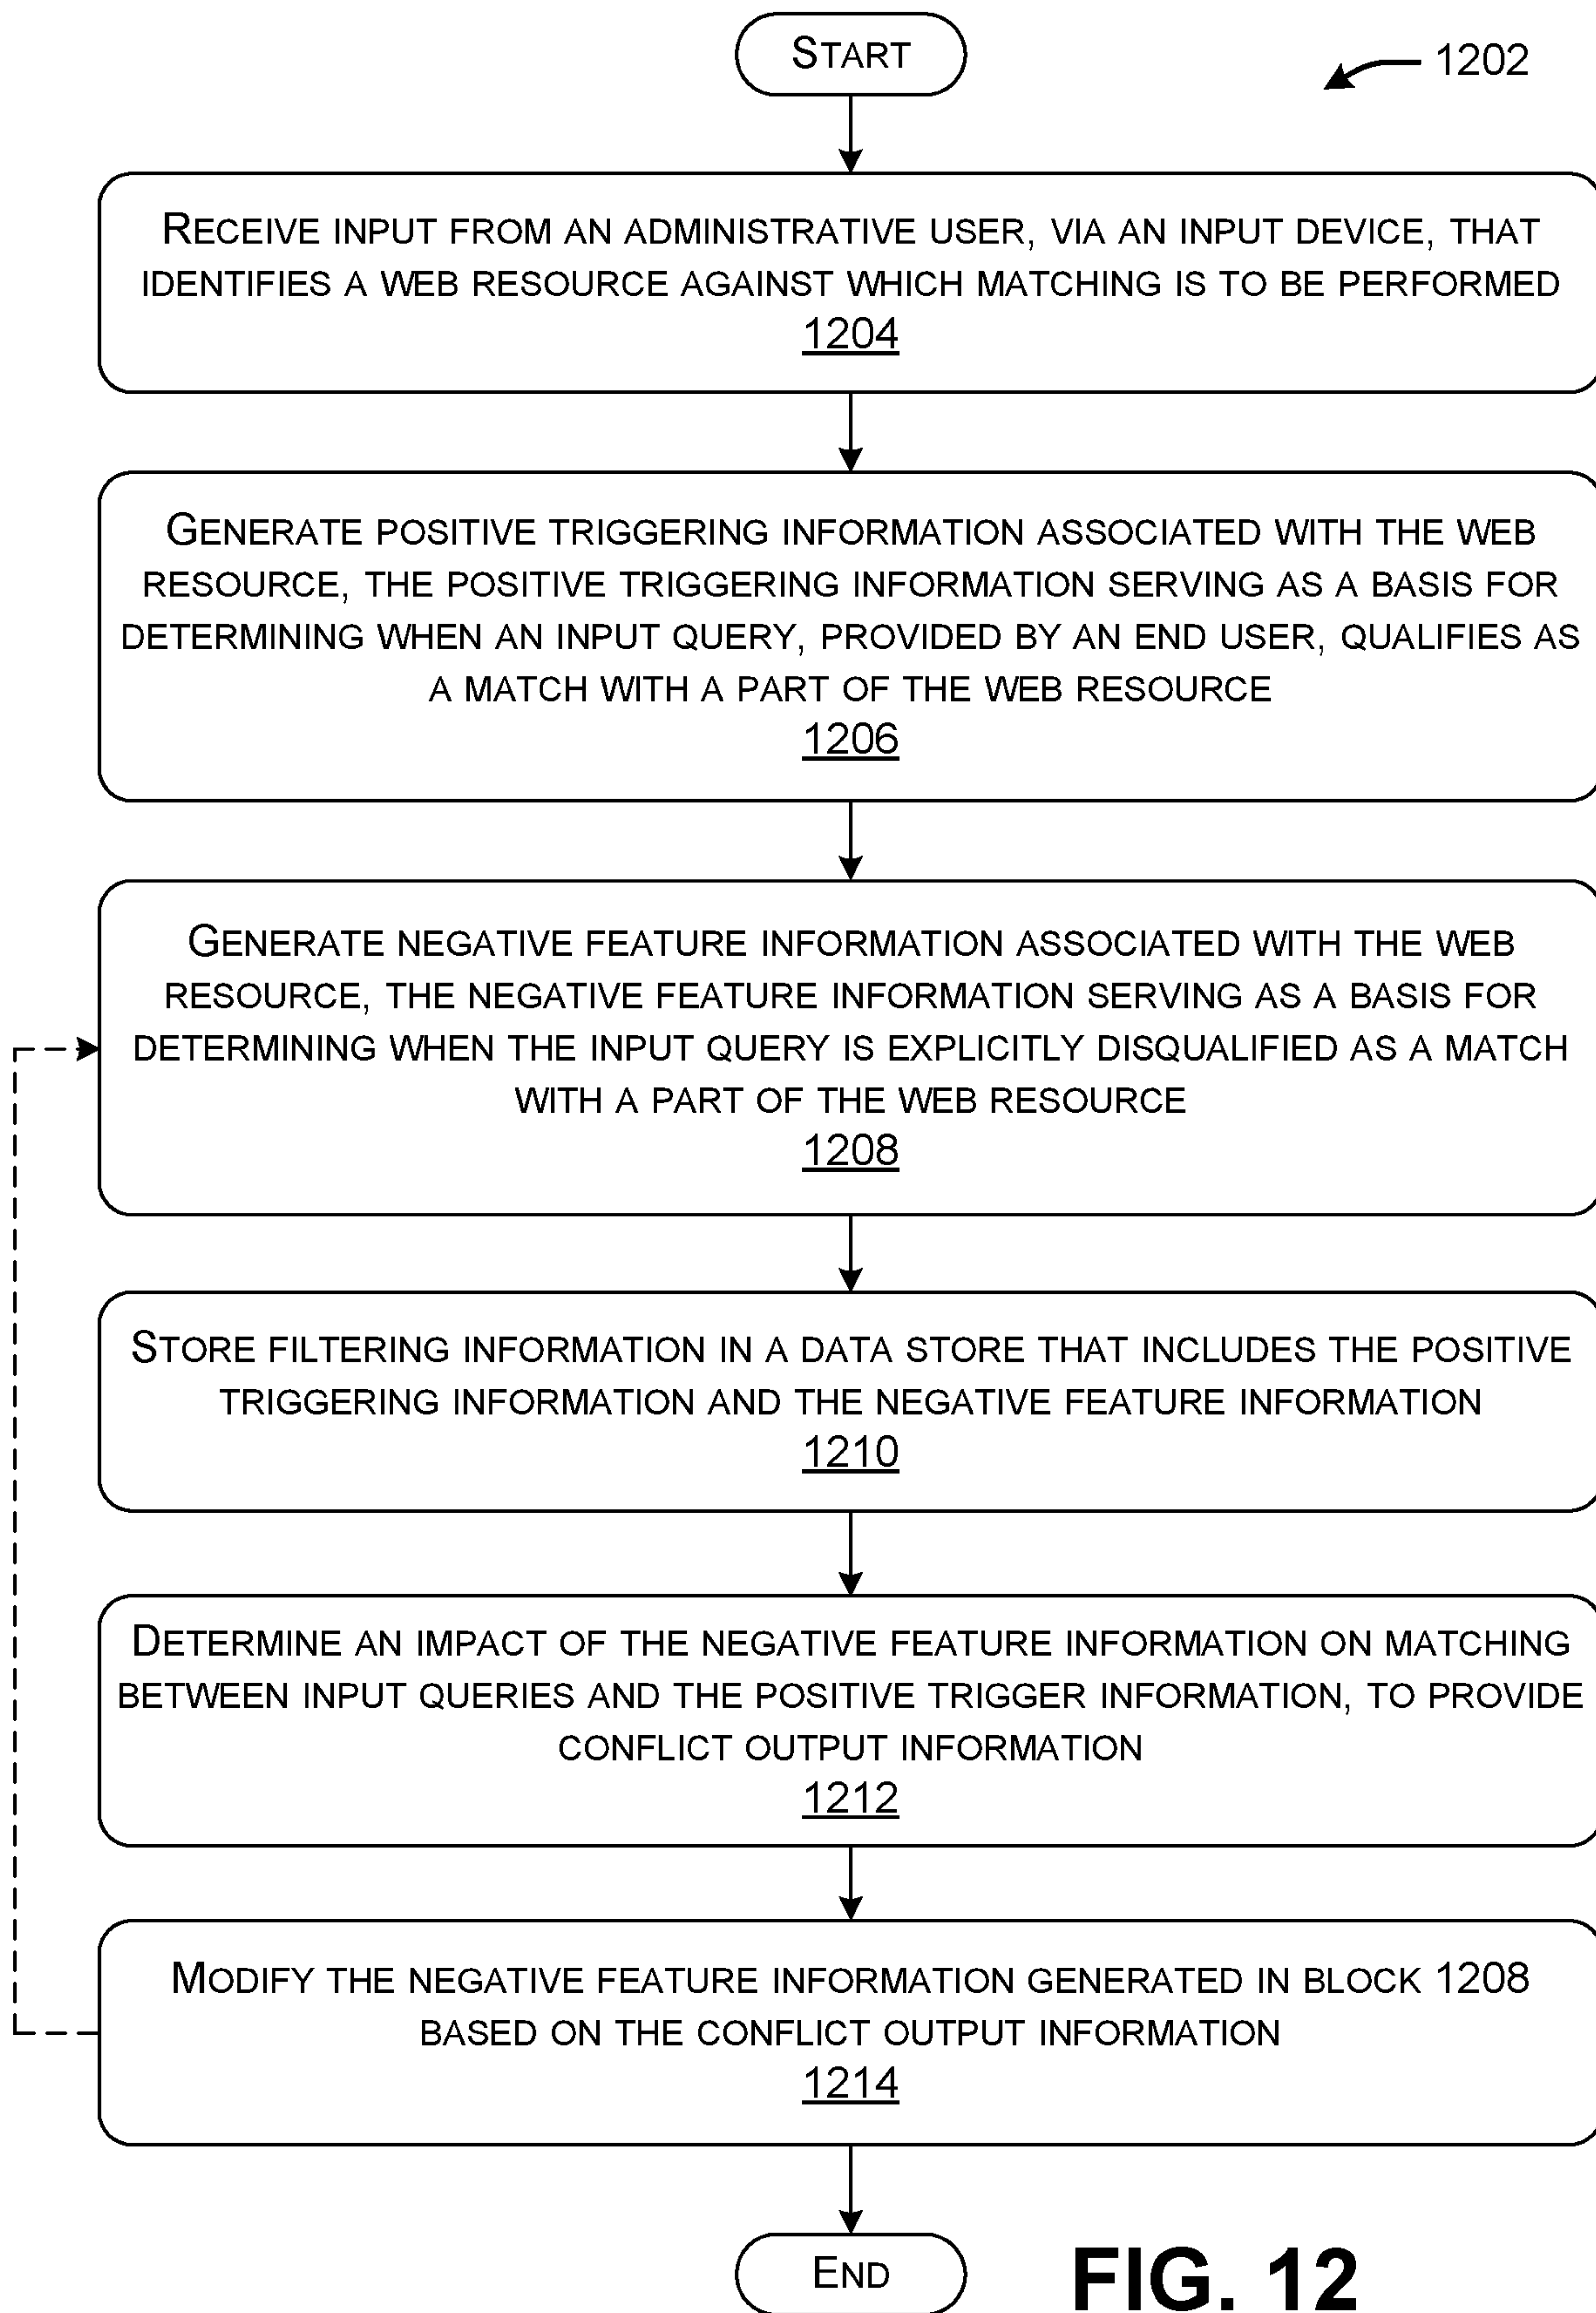 START
1202
RECEIVE INPUT FROM AN ADMINISTRATIVE USER, VIA AN INPUT DEVICE, THAT
IDENTIFIES A WEB RESOURCE AGAINST WHICH MATCHING IS TO BE PERFORMED
1204
GENERATE POSITIVE TRIGGERING INFORMATION ASSOCIATED WITH THE WEB
RESOURCE, THE POSITIVE TRIGGERING INFORMATION SERVING AS A BASIS FOR
DETERMINING WHEN AN INPUT QUERY, PROVIDED BY AN END USER, QUALIFIES AS
A MATCH WITH A PART OF THE WEB RESOURCE
1206
GENERATE NEGATIVE FEATURE INFORMATION ASSOCIATED WITH THE WEB
RESOURCE, THE NEGATIVE FEATURE INFORMATION SERVING AS A BASIS FOR
DETERMINING WHEN THE INPUT QUERY IS EXPLICITLY DISQUALIFIED AS A MATCH
WITH A PART OF THE WEB RESOURCE
1208
STORE FILTERING INFORMATION IN A DATA STORE THAT INCLUDES THE POSITIVE
TRIGGERING INFORMATION AND THE NEGATIVE FEATURE INFORMATION
1210
DETERMINE AN IMPACT OF THE NEGATIVE FEATURE INFORMATION ON MATCHING
BETWEEN INPUT QUERIES AND THE POSITIVE TRIGGER INFORMATION, TO PROVIDE
CONFLICT OUTPUT INFORMATION
1212
MODIFY THE NEGATIVE FEATURE INFORMATION GENERATED IN BLOCK 1208
BASED ON THE CONFLICT OUTPUT INFORMATION
1214
END
FIG. 12